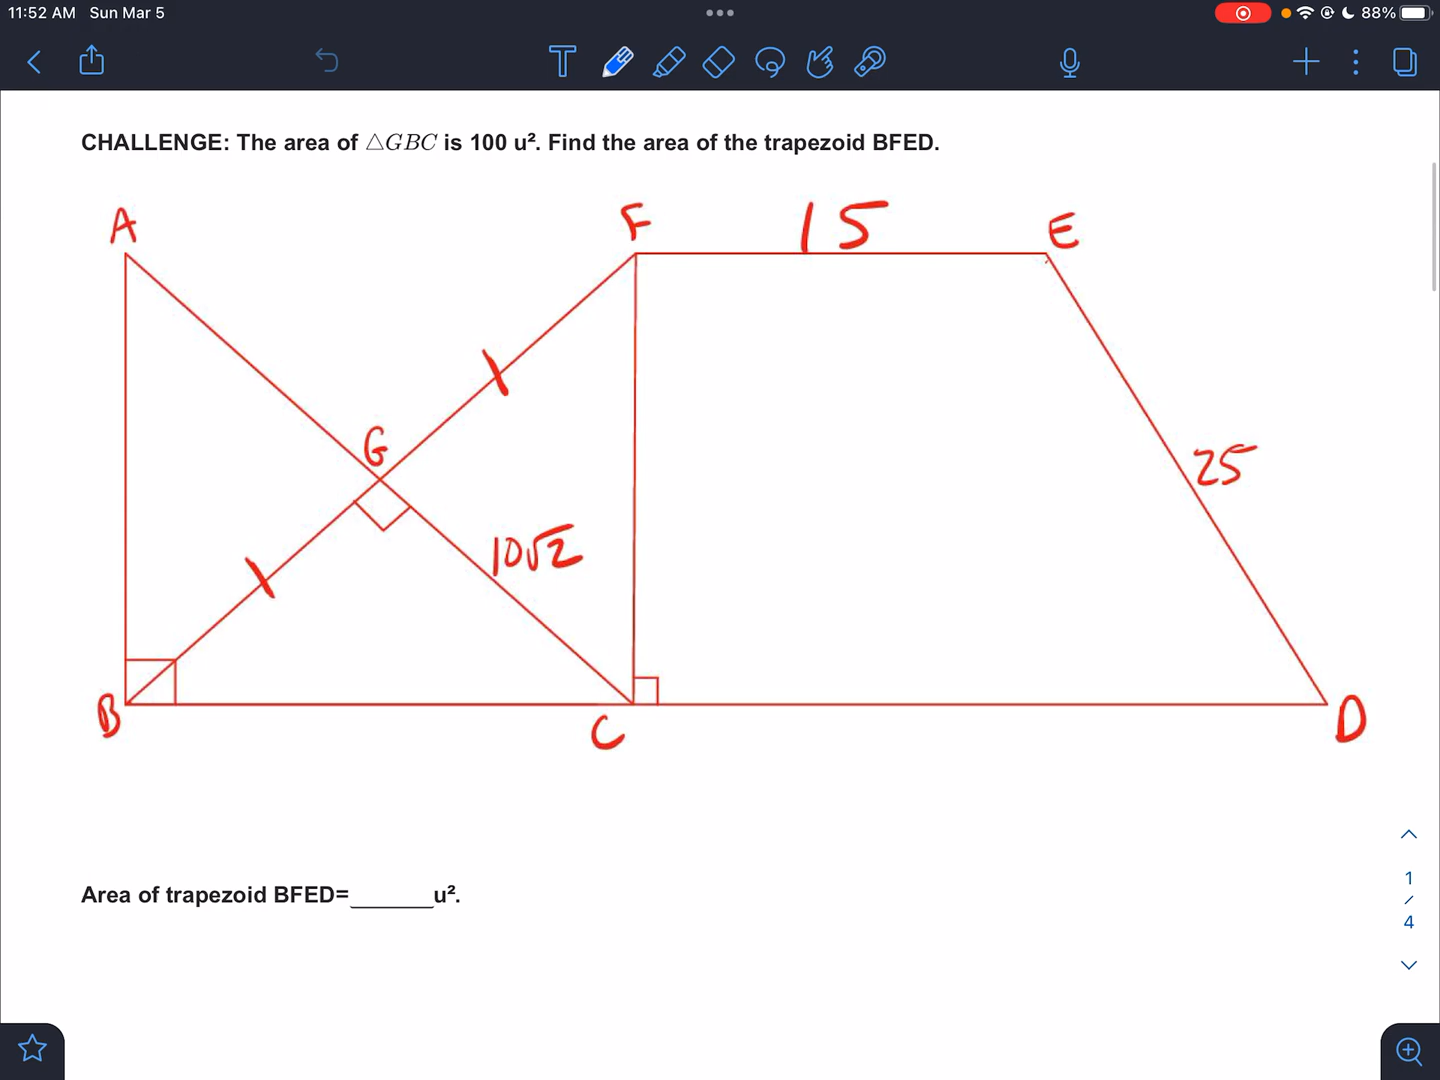 11:52 AM Sun Mar 5
88%
CHALLENGE: The area of △GBC is 100 u². Find the area of the trapezoid BFED.
A
F
15
E
G
25
10√2
B
C
D
Area of trapezoid BFED=______u².
1
/
4